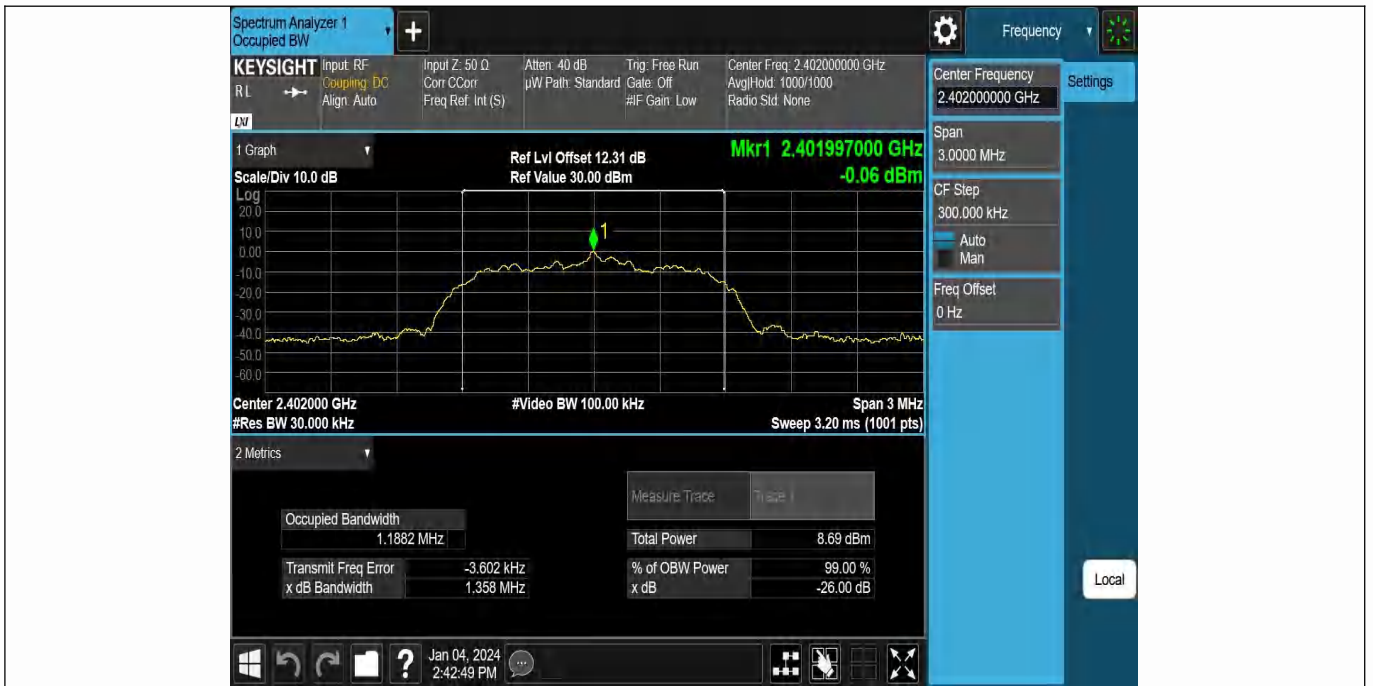 Spectrum Analyzer 1
Occupied BW
+
Frequency
KEYSIGHT
RL
LXI
Input: RF
Coupling: DC
Align: Auto
Input Z: 50 Ω
Corr CCorr
Freq Ref: Int (S)
Atten: 40 dB
µW Path: Standard
Trig: Free Run
Gate: Off
#IF Gain: Low
Center Freq: 2.402000000 GHz
Avg|Hold: 1000/1000
Radio Std: None
Center Frequency
2.402000000 GHz
Settings
Span
3.0000 MHz
CF Step
300.000 kHz
Auto
Man
Freq Offset
0 Hz
Local
1 Graph
Scale/Div 10.0 dB
Ref Lvl Offset 12.31 dB
Ref Value 30.00 dBm
Mkr1 2.401997000 GHz
-0.06 dBm
Log
20.0
10.0
0.00
-10.0
-20.0
-30.0
-40.0
-50.0
-60.0
1
Center 2.402000 GHz
#Res BW 30.000 kHz
#Video BW 100.00 kHz
Span 3 MHz
Sweep 3.20 ms (1001 pts)
2 Metrics
Measure Trace Trace 1
Occupied Bandwidth
1.1882 MHz
Total Power 8.69 dBm
Transmit Freq Error -3.602 kHz
% of OBW Power 99.00 %
x dB Bandwidth 1.358 MHz
x dB -26.00 dB
?
Jan 04, 2024
2:42:49 PM